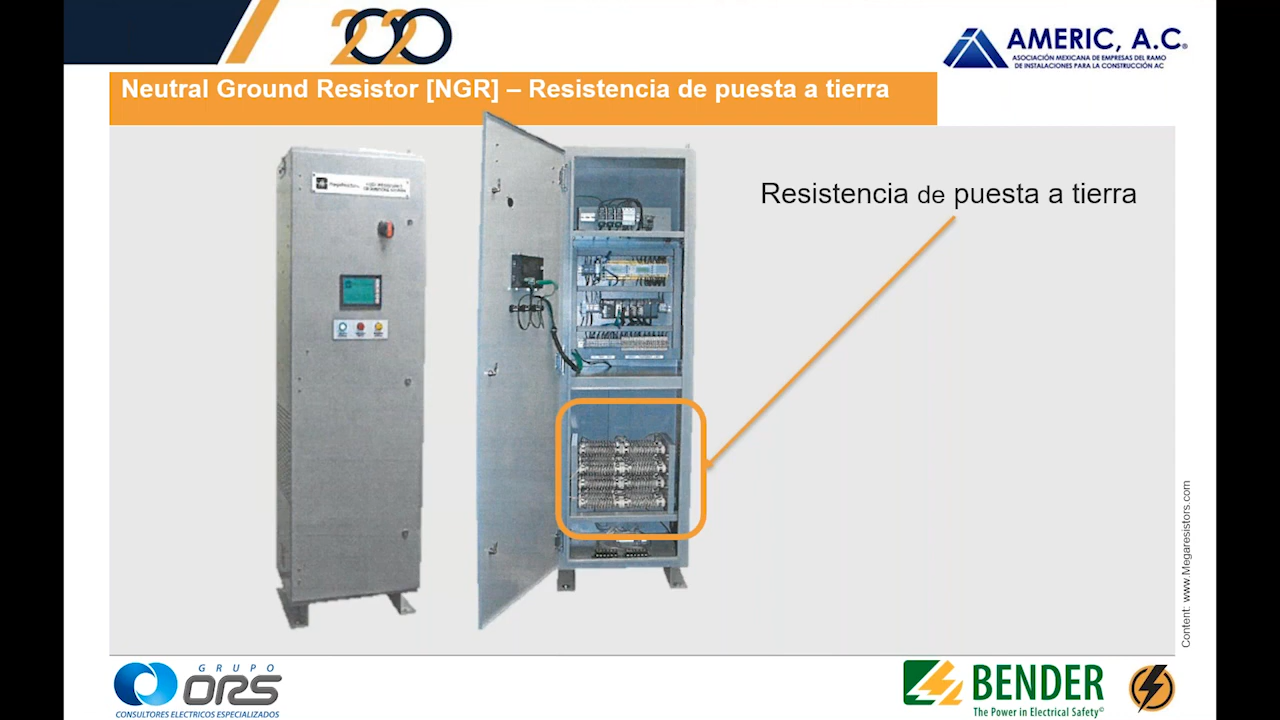 2020
AMERIC, A.C.®
ASOCIACIÓN MEXICANA DE EMPRESAS DEL RAMO
DE INSTALACIONES PARA LA CONSTRUCCIÓN AC
Neutral Ground Resistor [NGR] – Resistencia de puesta a tierra
Resistencia de puesta a tierra
Content: www.Megaresistors.com
GRUPO
ORS
CONSULTORES ELECTRICOS ESPECIALIZADOS
BENDER
The Power in Electrical Safety©